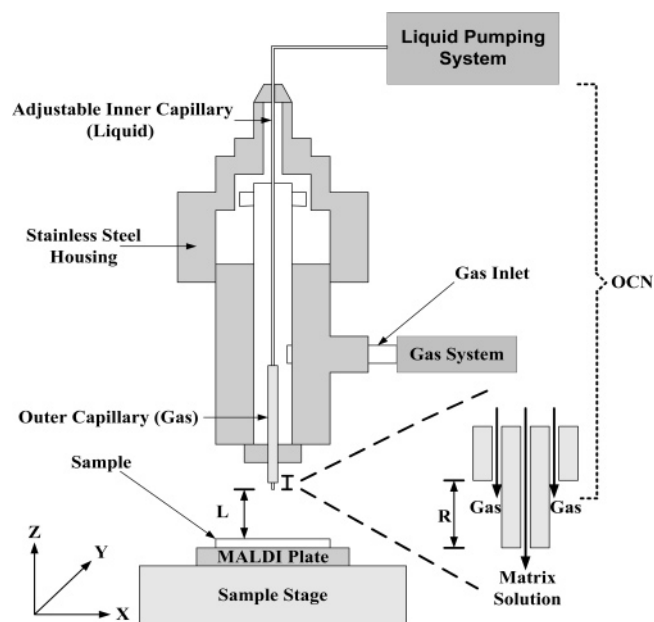 Liquid Pumping
System
Adjustable Inner Capillary
(Liquid)
Stainless Steel
Housing
Gas Inlet
OCN
Gas System
Outer Capillary (Gas)
Sample
L
R
Gas
Gas
Z
Y
X
MALDI Plate
Sample Stage
Matrix
Solution